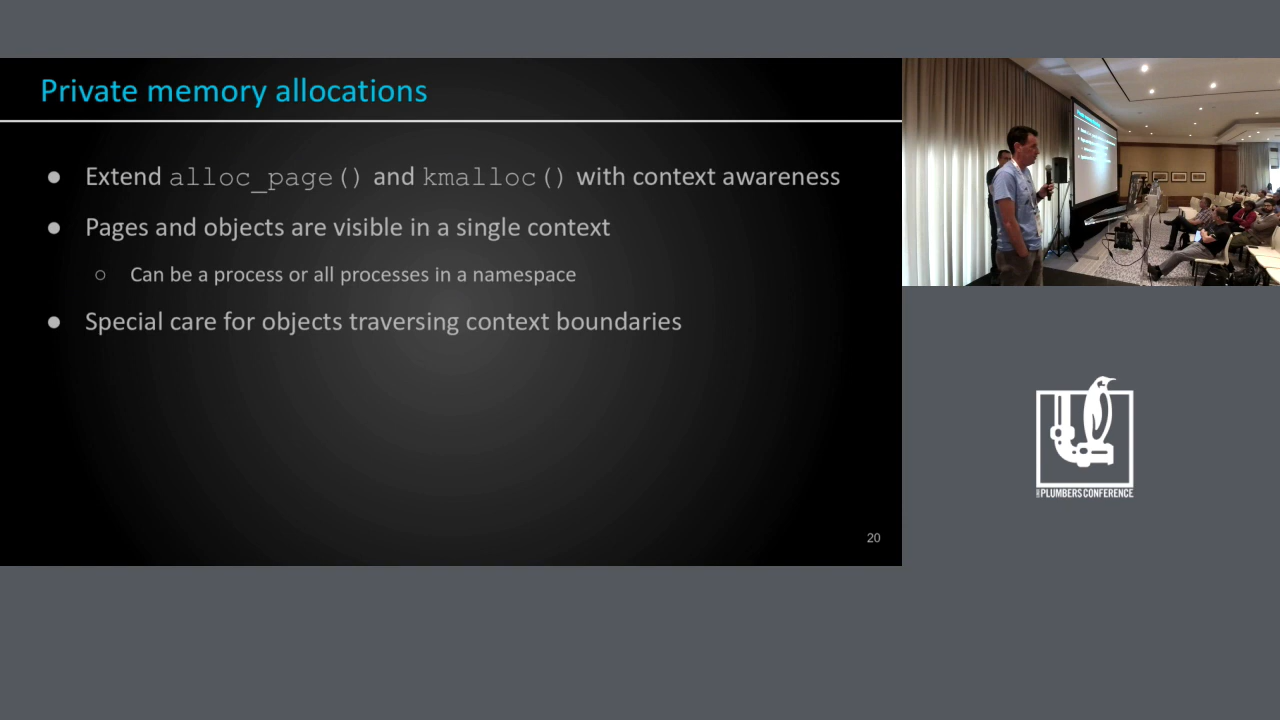 Private memory allocations
● Extend alloc_page() and kmalloc() with context awareness
● Pages and objects are visible in a single context
○ Can be a process or all processes in a namespace
● Special care for objects traversing context boundaries
20
PLUMBERS CONFERENCE